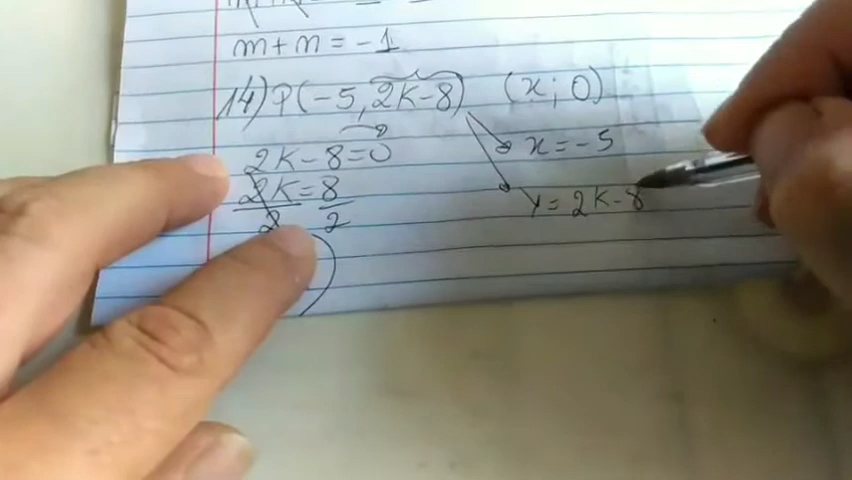 m+n = -1
14) P(-5, 2K-8) (x; 0)
2K-8=0 x = -5
2K = 8 y = 2K-8
2 2